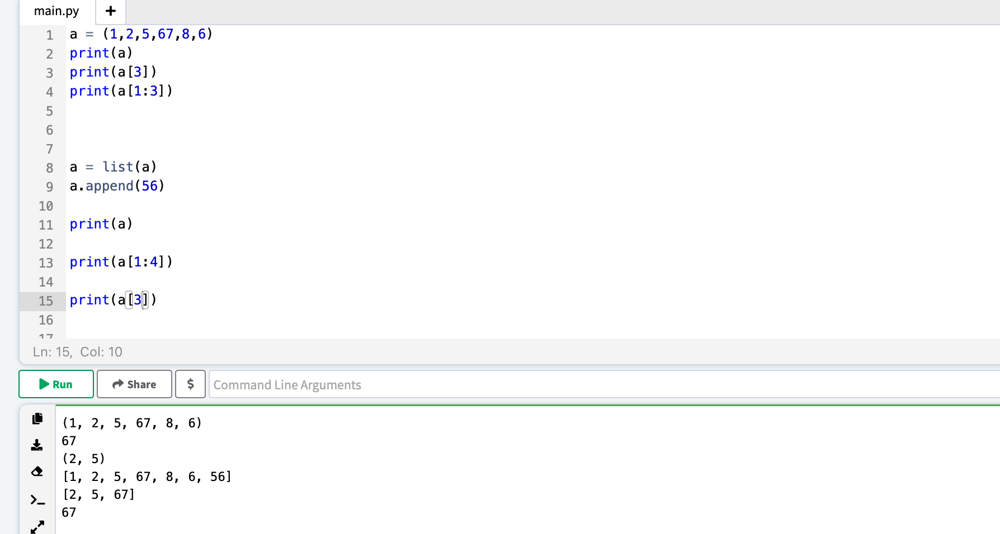 main.py +
1 a = (1,2,5,67,8,6)
2 print(a)
3 print(a[3])
4 print(a[1:3])
5
6
7
8 a = list(a)
9 a.append(56)
10
11 print(a)
12
13 print(a[1:4])
14
15 print(a[3])
16
17
Ln: 15, Col: 10
Run Share $ Command Line Arguments
(1, 2, 5, 67, 8, 6)
67
(2, 5)
[1, 2, 5, 67, 8, 6, 56]
[2, 5, 67]
67